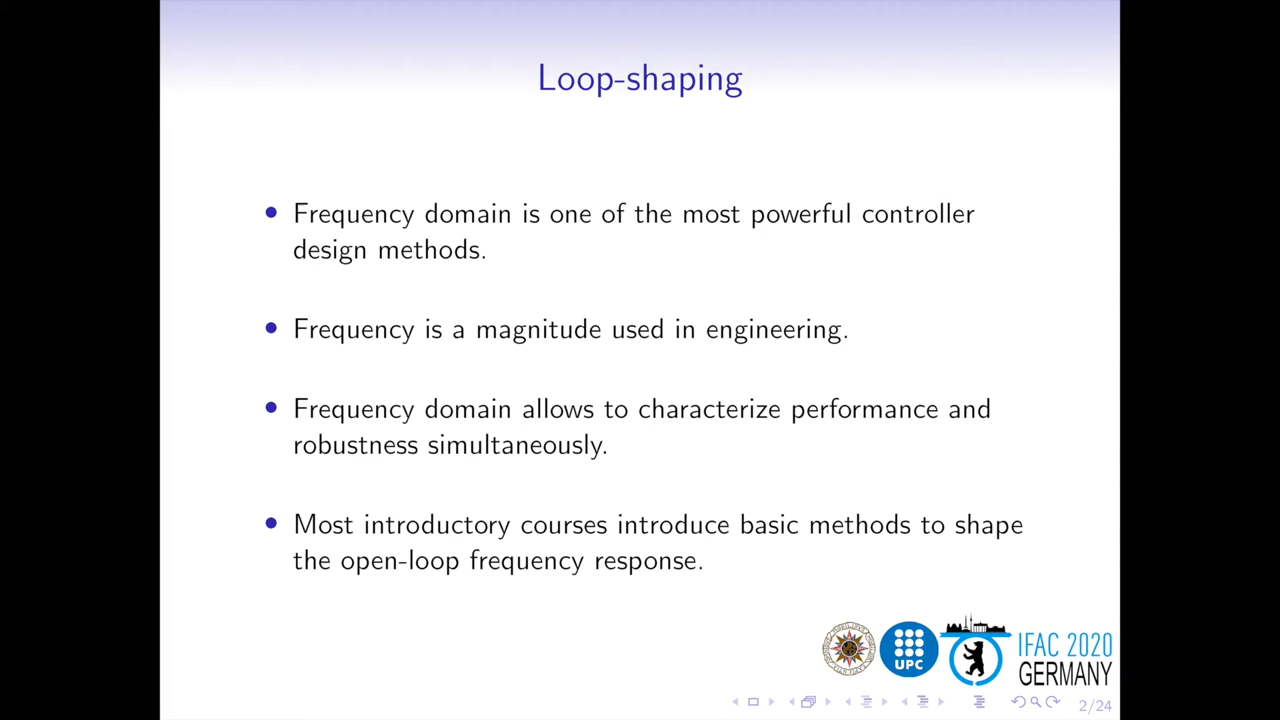 Loop-shaping
Frequency domain is one of the most powerful controller
design methods.
Frequency is a magnitude used in engineering.
Frequency domain allows to characterize performance and
robustness simultaneously.
Most introductory courses introduce basic methods to shape
the open-loop frequency response.
UPC
IFAC 2020
GERMANY
2/24